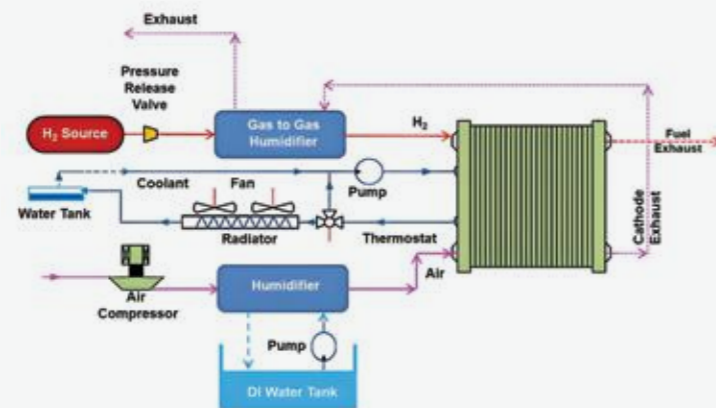 Exhaust
Pressure
Release
Valve
H2 Source
Gas to Gas
Humidifier
H2
Fuel
Exhaust
Coolant
Fan
Pump
Water Tank
Radiator
Thermostat
Cathode
Exhaust
Air
Air
Compressor
Humidifier
Pump
DI Water Tank